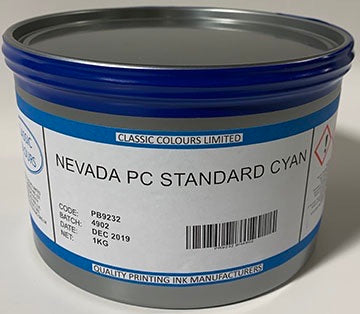 CLASSIC COLOURS LIMITED
NEVADA PC STANDARD CYAN
CODE: PB9232
BATCH: 4902
DATE: DEC 2019
NET: 1KG
QUALITY PRINTING INK MANUFACTURERS